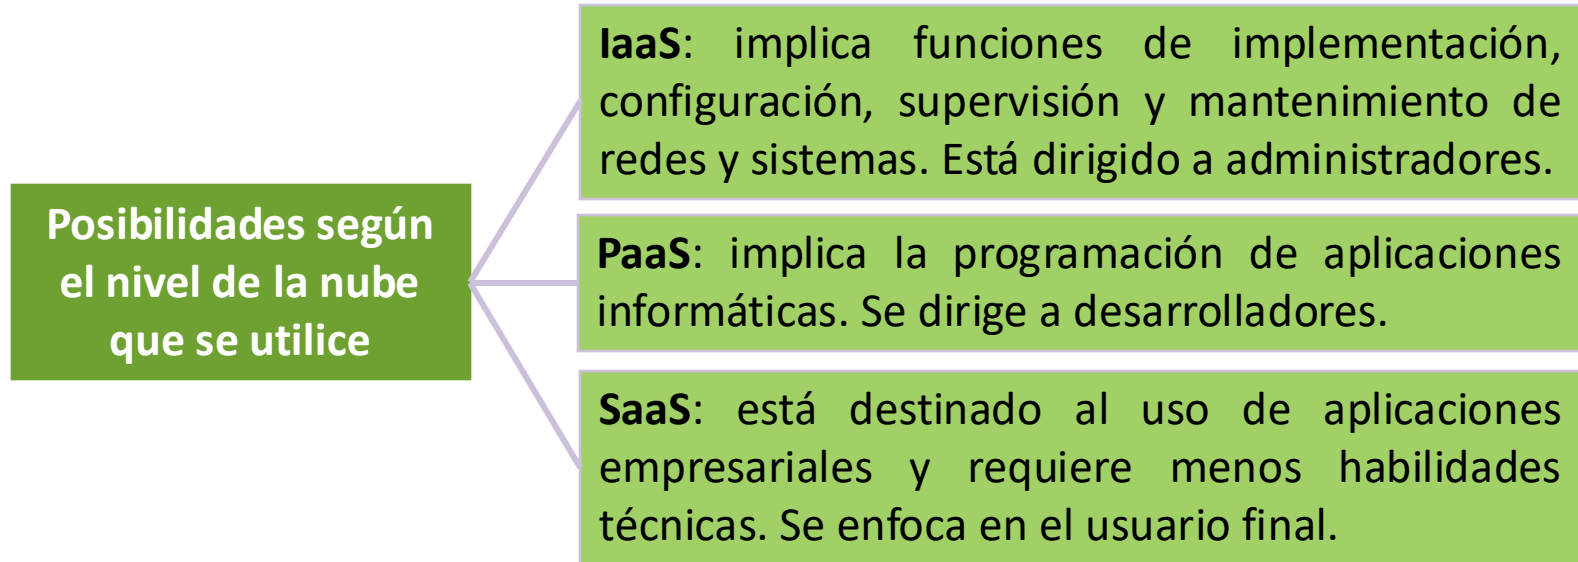 Posibilidades según
el nivel de la nube
que se utilice
IaaS: implica funciones de implementación,
configuración, supervisión y mantenimiento de
redes y sistemas. Está dirigido a administradores.
PaaS: implica la programación de aplicaciones
informáticas. Se dirige a desarrolladores.
SaaS: está destinado al uso de aplicaciones
empresariales y requiere menos habilidades
técnicas. Se enfoca en el usuario final.